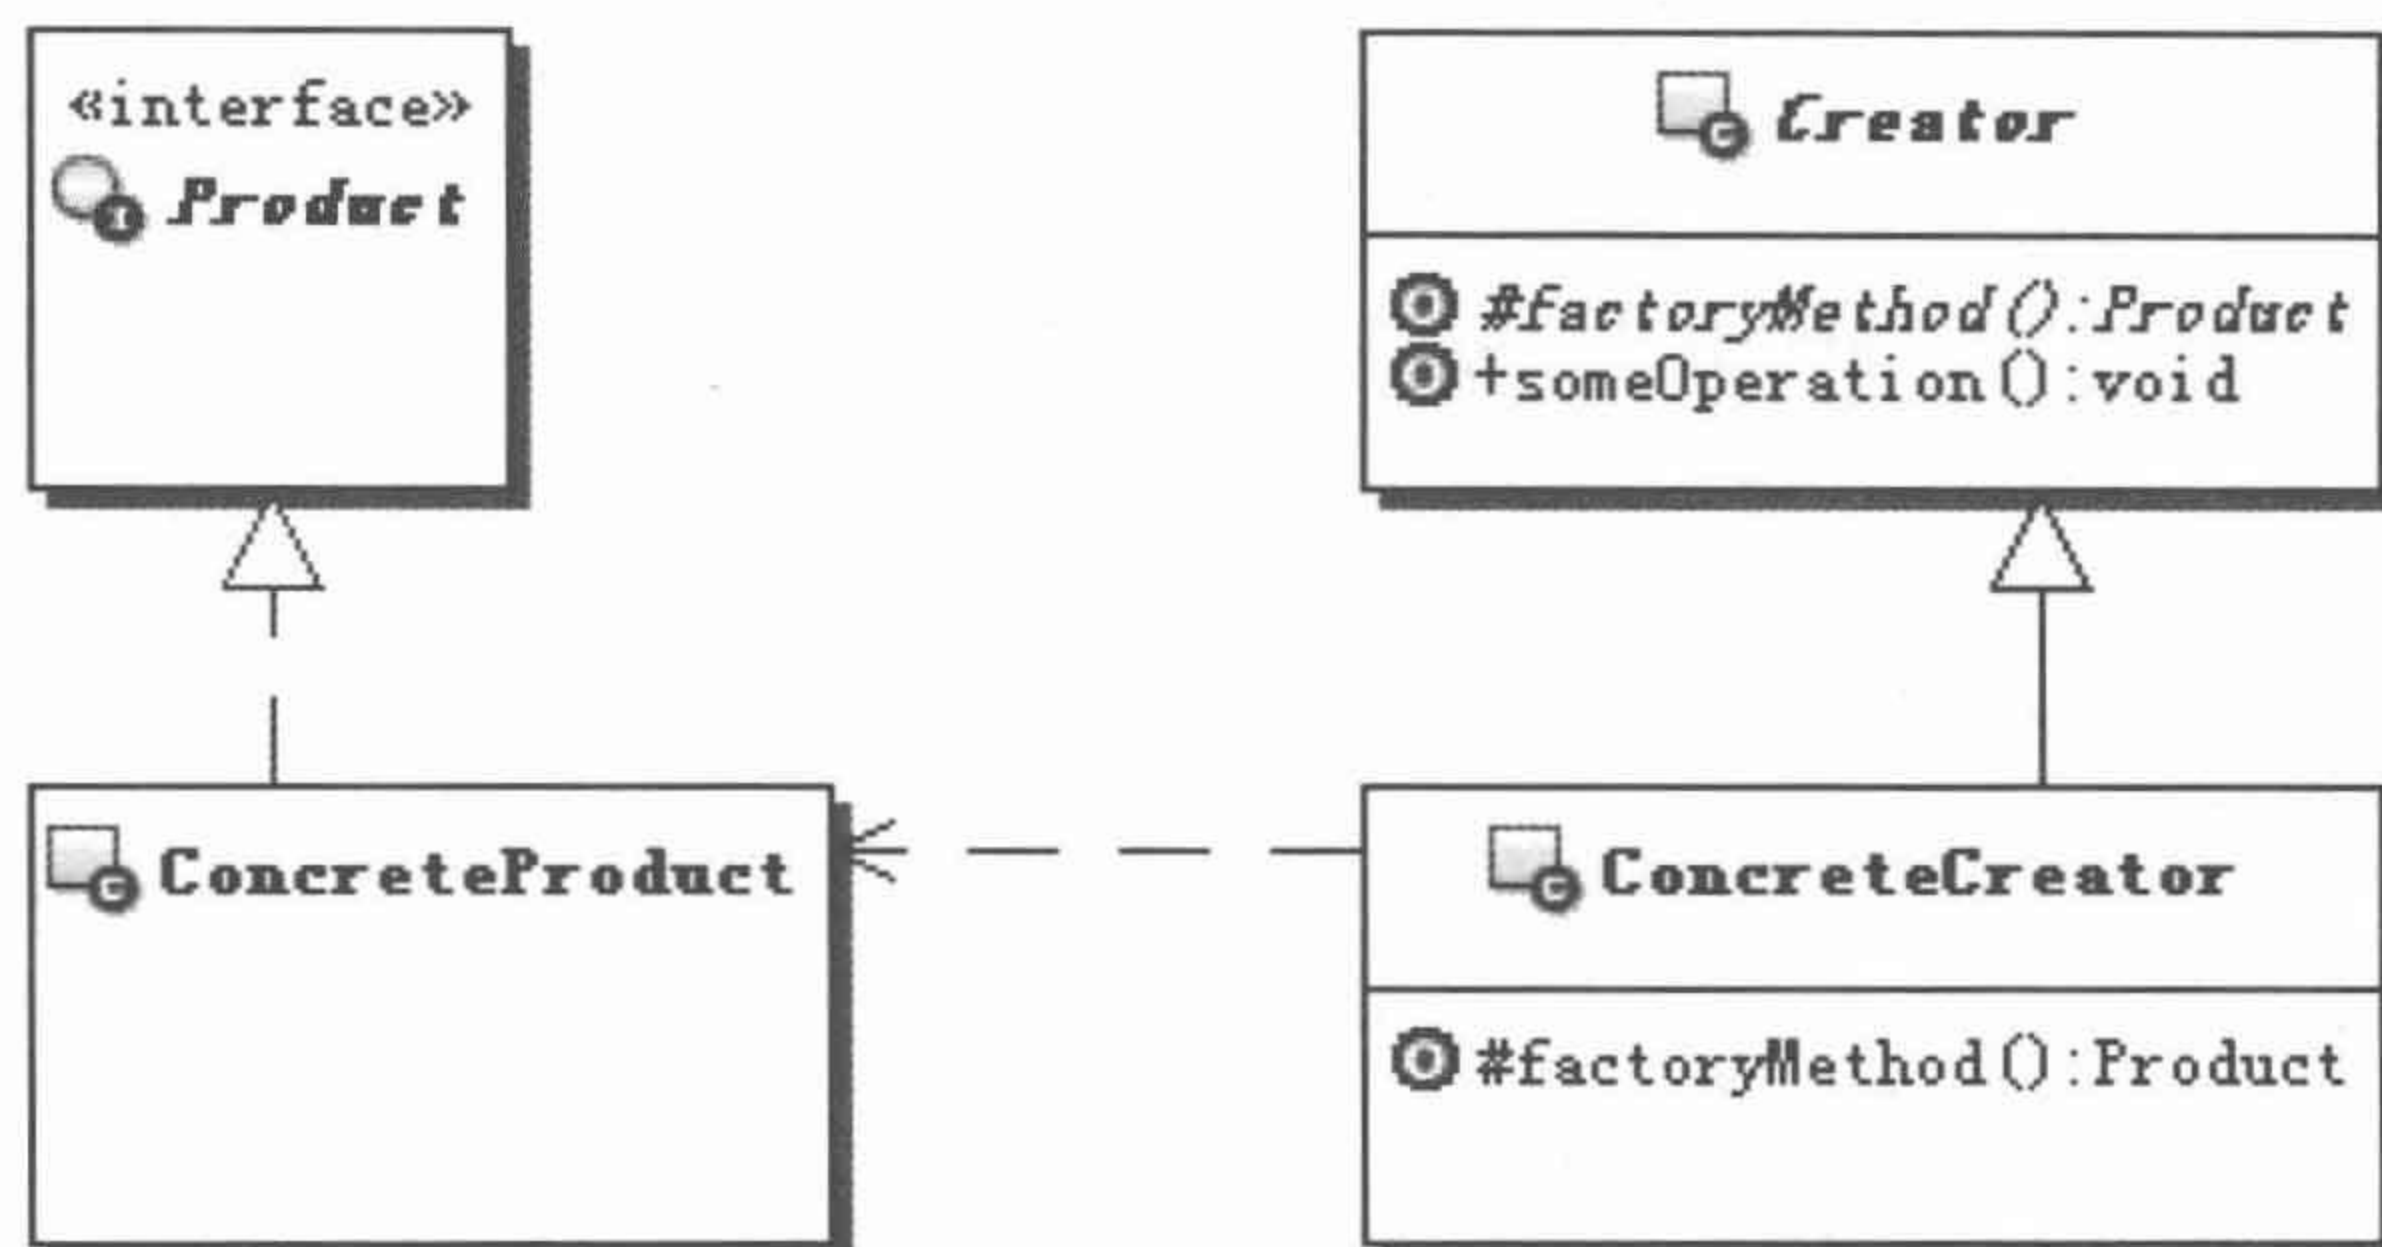 «interface»
Product
Creator
#factoryMethod():Product
+someOperation():void
ConcreteProduct
ConcreteCreator
#factoryMethod():Product